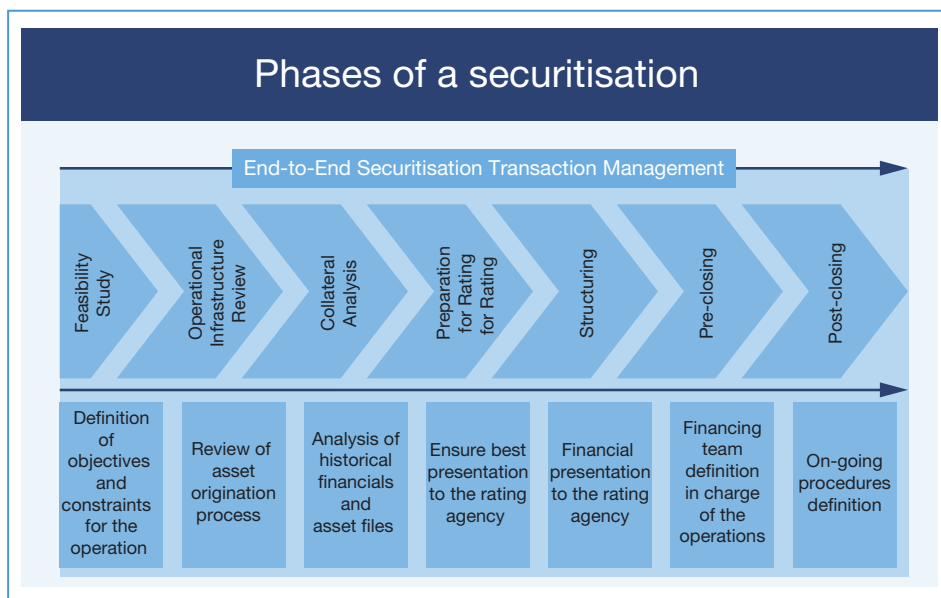 Phases of a securitisation
End-to-End Securitisation Transaction Management
Feasibility
Study
Operational
Infrastructure
Review
Collateral
Analysis
Preparation
for Rating
for Rating
Structuring
Pre-closing
Post-closing
Definition
of
objectives
and
constraints
for the
operation
Review of
asset
origination
process
Analysis of
historical
financials
and
asset files
Ensure best
presentation
to the rating
agency
Financial
presentation
to the rating
agency
Financing
team
definition
in charge
of the
operations
On-going
procedures
definition